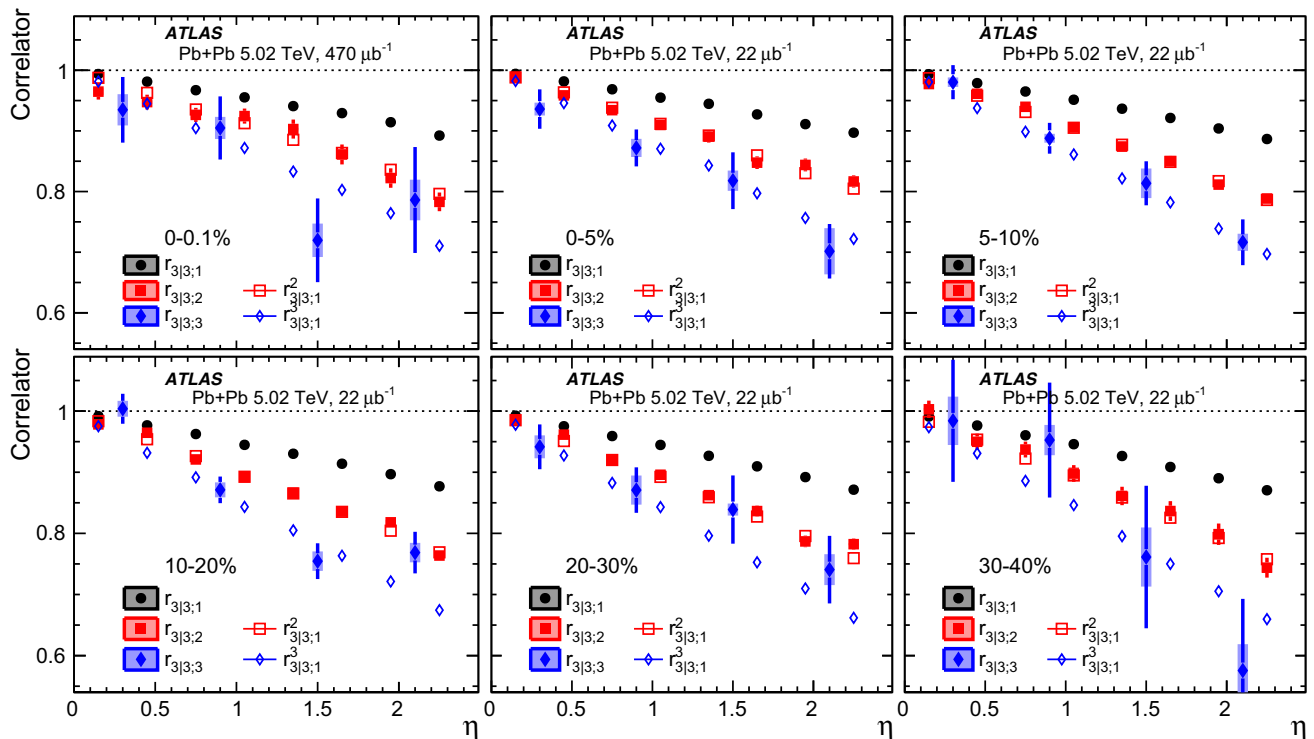 Correlator
ATLAS
Pb+Pb 5.02 TeV, 470 μb⁻¹
1
0.8
0.6
0-0.1%
r3|3;1
r3|3;2 r²3|3;1
r3|3;3 r³3|3;1
ATLAS
Pb+Pb 5.02 TeV, 22 μb⁻¹
0-5%
r3|3;1
r3|3;2 r²3|3;1
r3|3;3 r³3|3;1
ATLAS
Pb+Pb 5.02 TeV, 22 μb⁻¹
5-10%
r3|3;1
r3|3;2 r²3|3;1
r3|3;3 r³3|3;1
Correlator
ATLAS
Pb+Pb 5.02 TeV, 22 μb⁻¹
1
0.8
0.6
10-20%
r3|3;1
r3|3;2 r²3|3;1
r3|3;3 r³3|3;1
0 0.5 1 1.5 2
η
ATLAS
Pb+Pb 5.02 TeV, 22 μb⁻¹
20-30%
r3|3;1
r3|3;2 r²3|3;1
r3|3;3 r³3|3;1
0 0.5 1 1.5 2
η
ATLAS
Pb+Pb 5.02 TeV, 22 μb⁻¹
30-40%
r3|3;1
r3|3;2 r²3|3;1
r3|3;3 r³3|3;1
0 0.5 1 1.5 2
η